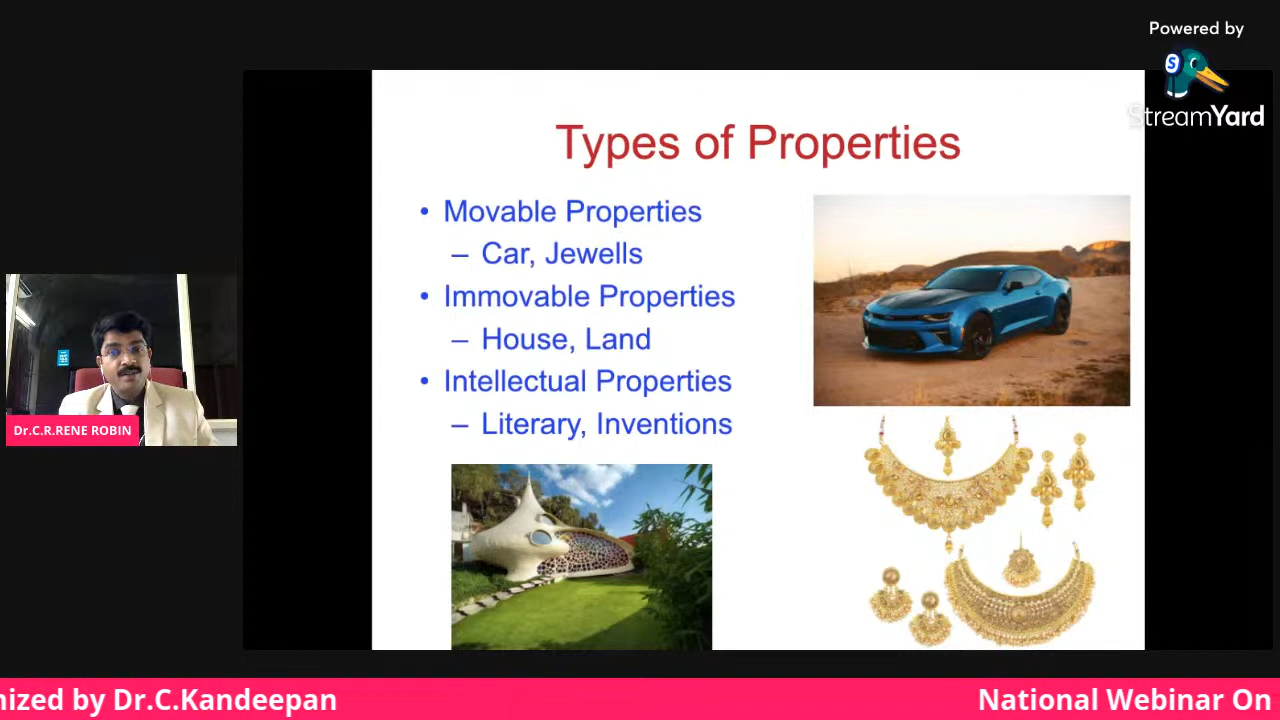 Powered by
StreamYard
Types of Properties
• Movable Properties
– Car, Jewells
• Immovable Properties
– House, Land
• Intellectual Properties
– Literary, Inventions
Dr.C.R.RENE ROBIN
nized by Dr.C.Kandeepan
National Webinar On